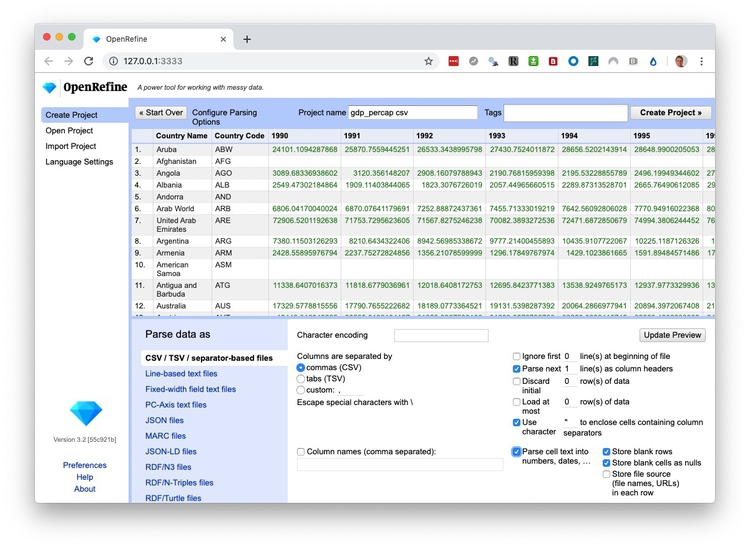 OpenRefine
127.0.0.1:3333
OpenRefine A power tool for working with messy data.
Create Project
Open Project
Import Project
Language Settings
« Start Over Configure Parsing Options Project name gdp_percap csv Tags Create Project »
Country Name Country Code 1990 1991 1992 1993 1994 1995 199
1. Aruba ABW 24101.1094287868 25870.7559445251 26533.3438995798 27430.7524011872 28656.5202143914 28648.9900205053 28
2. Afghanistan AFG
3. Angola AGO 3089.68336938602 3120.356148207 2908.16079788943 2190.76815959398 2195.53228855789 2496.19949344602 27
4. Albania ALB 2549.47302184864 1909.11403844065 1823.3076726019 2057.44965660515 2289.87313528701 2665.76490612085 29
5. Andorra AND
6. Arab World ARB 6806.04170040024 6870.07641179691 7252.88872437361 7455.71333019219 7642.56092806028 7770.94916022368 80
7. United Arab Emirates ARE 72906.5201192638 71753.7295623605 71567.8246282238 70082.3893272536 72471.6872850679 74994.3806244452 76
8. Argentina ARG 7380.11503126293 8210.6434322406 8942.56985338672 9777.21400455893 10435.9107722067 10225.1187126326 1
9. Armenia ARM 2428.55895976794 2237.75272824856 1356.21078599999 1296.17849767974 1429.1023861665 1591.89484571486 17
10. American Samoa ASM
11. Antigua and Barbuda ATG 11338.6407016373 11818.6779036961 12018.6408172753 12695.8423771383 13538.9249765173 12937.9773329936 13
12. Australia AUS 17329.5778815556 17790.7655222682 18189.0773364521 19131.5398287392 20064.2866977941 20894.3972067408 21
Parse data as
CSV / TSV / separator-based files
Line-based text files
Fixed-width field text files
PC-Axis text files
JSON files
MARC files
JSON-LD files
RDF/N3 files
RDF/N-Triples files
RDF/Turtle files
Version 3.2 [55c921b]
Preferences
Help
About
Character encoding
Update Preview
Columns are separated by
commas (CSV)
tabs (TSV)
custom: ,
Escape special characters with \
Column names (comma separated):
Ignore first 0 line(s) at beginning of file
Parse next 1 line(s) as column headers
Discard initial 0 row(s) of data
Load at most 0 row(s) of data
Use character " to enclose cells containing column separators
Parse cell text into numbers, dates, ...
Store blank rows
Store blank cells as nulls
Store file source
(file names, URLs)
in each row